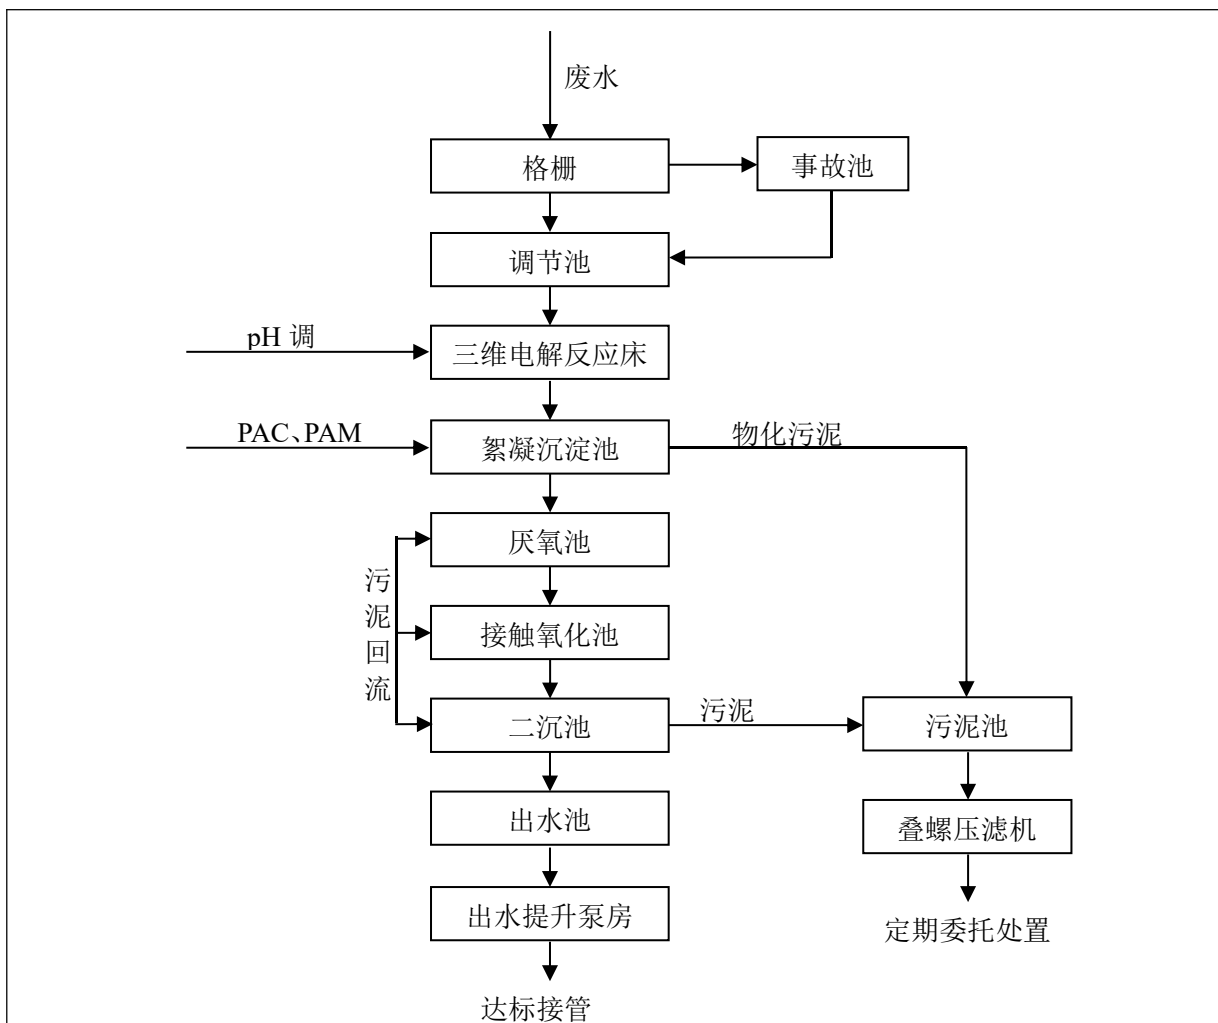 废水
格栅
事故池
调节池
pH 调
三维电解反应床
PAC、PAM
絮凝沉淀池
物化污泥
厌氧池
污泥回流
接触氧化池
二沉池
污泥
污泥池
出水池
叠螺压滤机
出水提升泵房
定期委托处置
达标接管